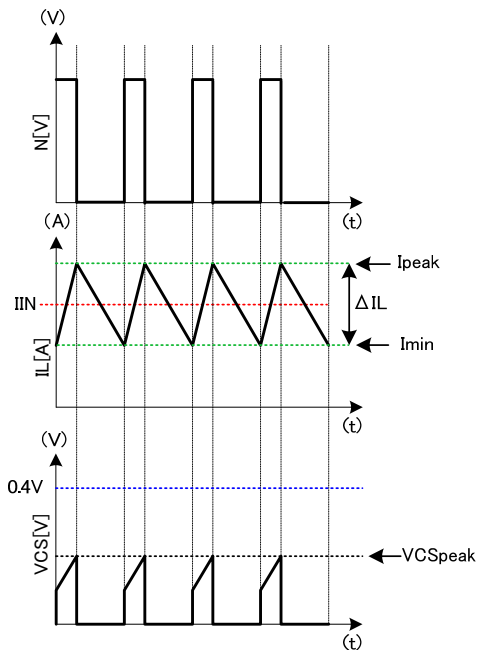 (V)
N[V]
(t)
(A)
Ipeak
IIN
ΔIL
Imin
IL[A]
(t)
(V)
0.4V
VCS[V]
VCSpeak
(t)